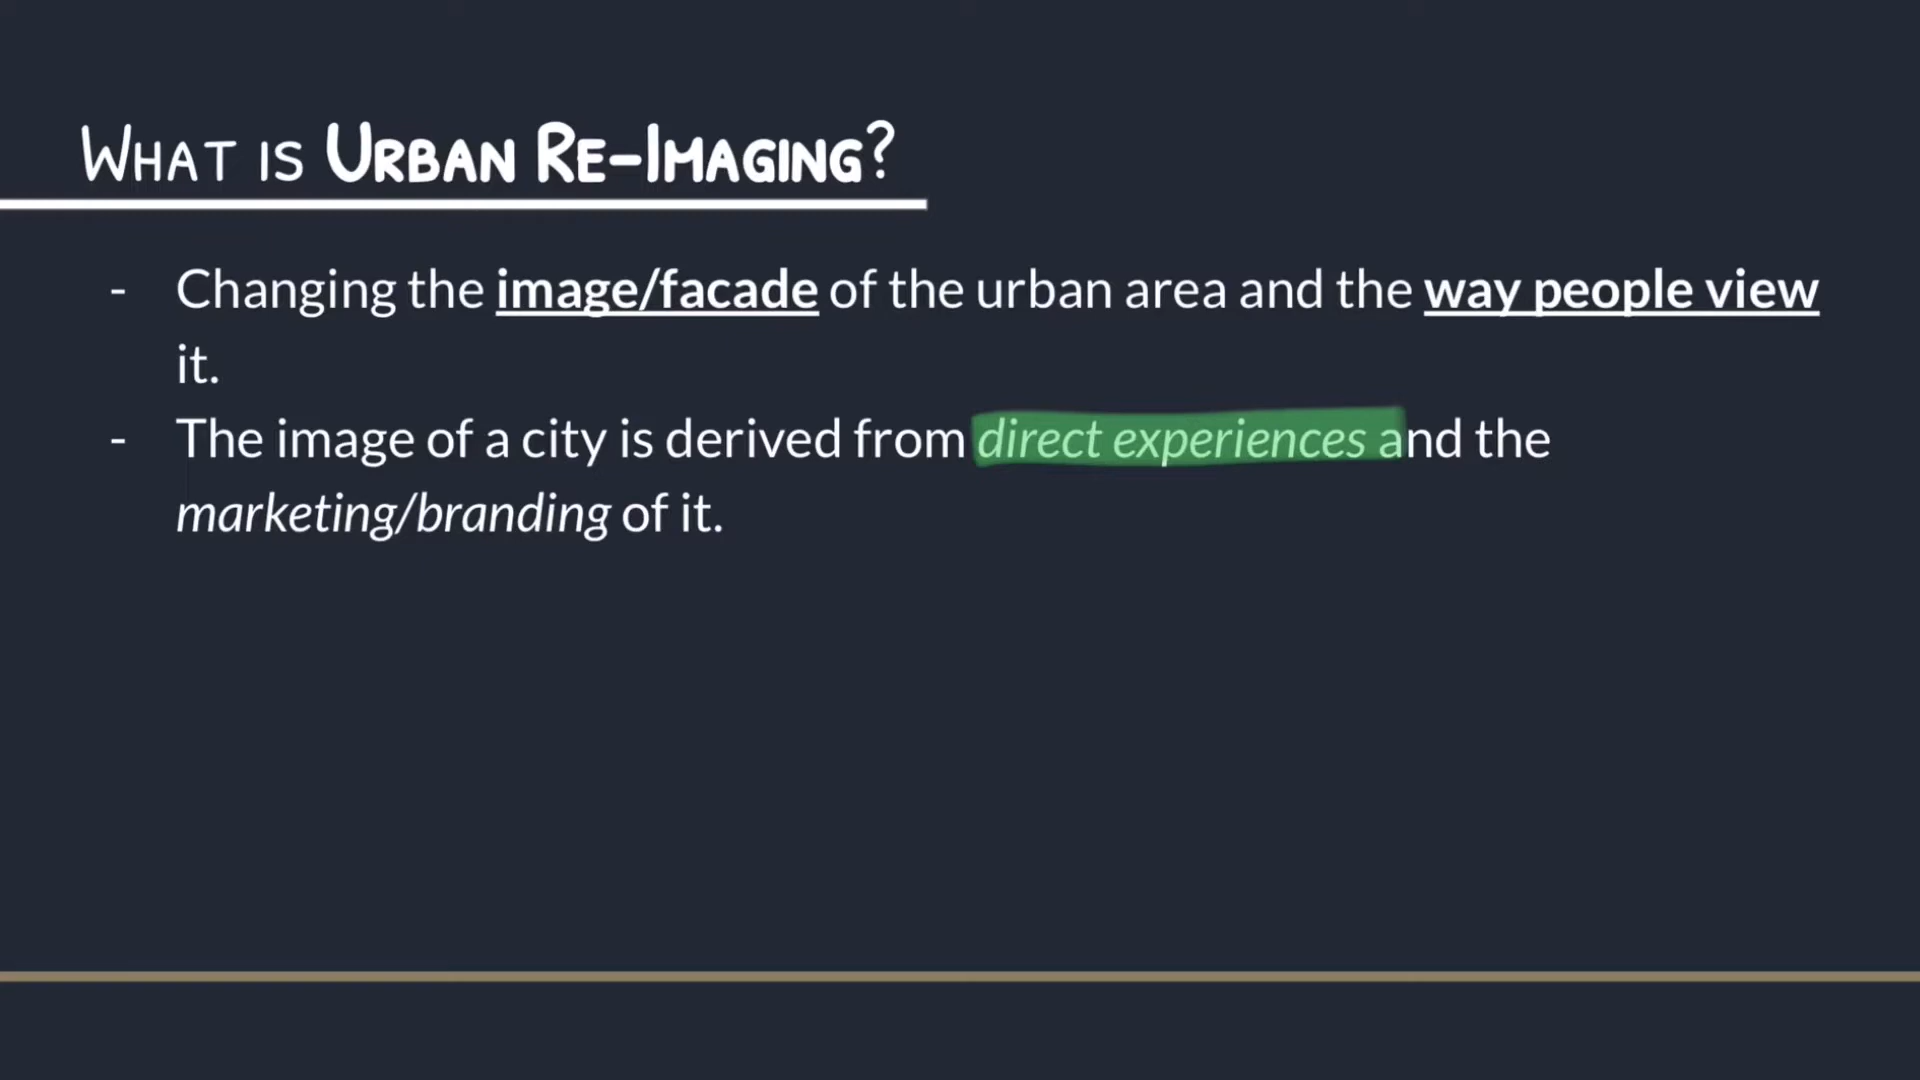 What is Urban Re-Imaging?
- Changing the image/facade of the urban area and the way people view
it.
- The image of a city is derived from direct experiences and the
marketing/branding of it.